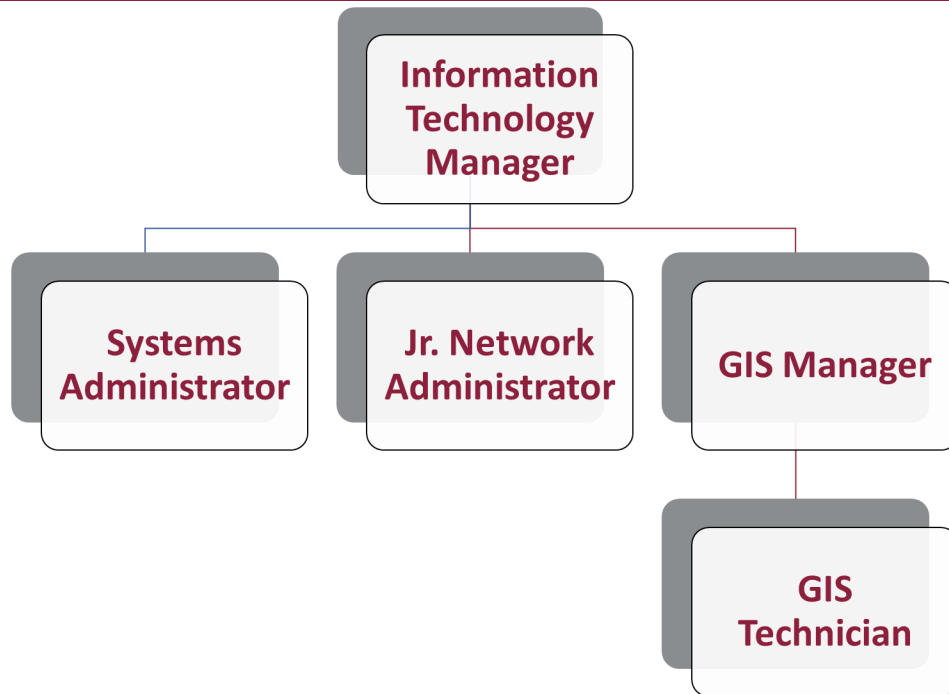 Information
Technology
Manager
Systems
Administrator
Jr. Network
Administrator
GIS Manager
GIS
Technician